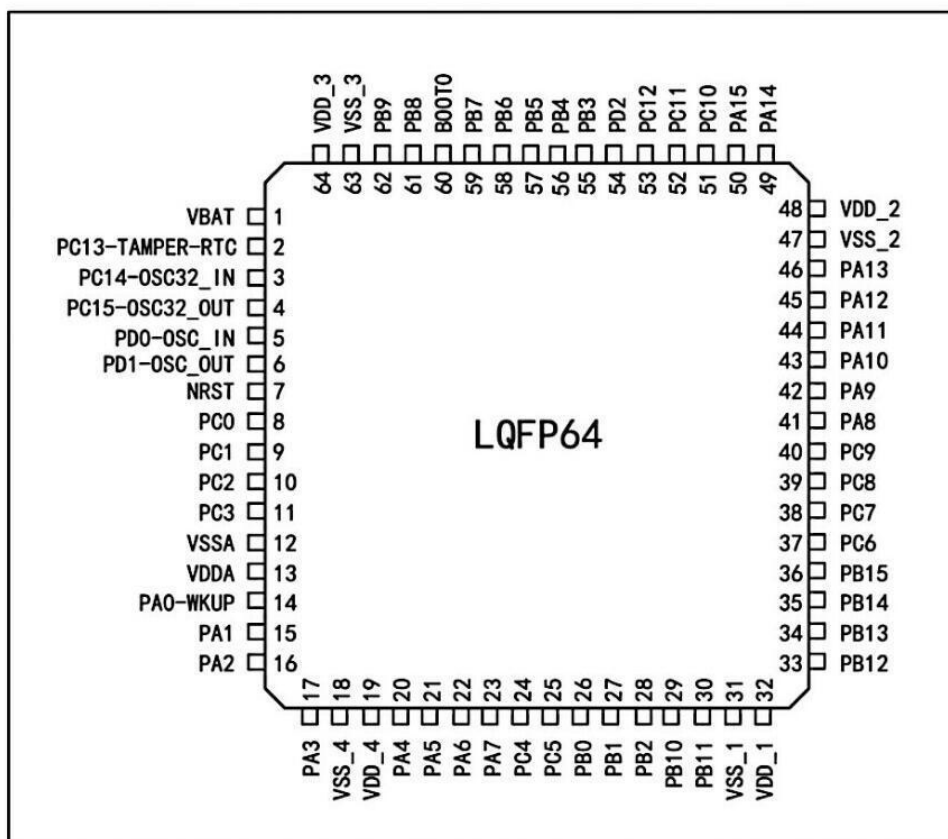 VDD_3 VSS_3 PB9 PB8 BOOT0 PB7 PB6 PB5 PB4 PB3 PD2 PC12 PC11 PC10 PA15 PA14
64 63 62 61 60 59 58 57 56 55 54 53 52 51 50 49
VBAT 1 48 VDD_2
PC13-TAMPER-RTC 2 47 VSS_2
PC14-OSC32_IN 3 46 PA13
PC15-OSC32_OUT 4 45 PA12
PD0-OSC_IN 5 44 PA11
PD1-OSC_OUT 6 43 PA10
NRST 7 42 PA9
PC0 8 41 PA8
LQFP64
PC1 9 40 PC9
PC2 10 39 PC8
PC3 11 38 PC7
VSSA 12 37 PC6
VDDA 13 36 PB15
PA0-WKUP 14 35 PB14
PA1 15 34 PB13
PA2 16 33 PB12
17 18 19 20 21 22 23 24 25 26 27 28 29 30 31 32
PA3 VSS_4 VDD_4 PA4 PA5 PA6 PA7 PC4 PC5 PB0 PB1 PB2 PB10 PB11 VSS_1 VDD_1